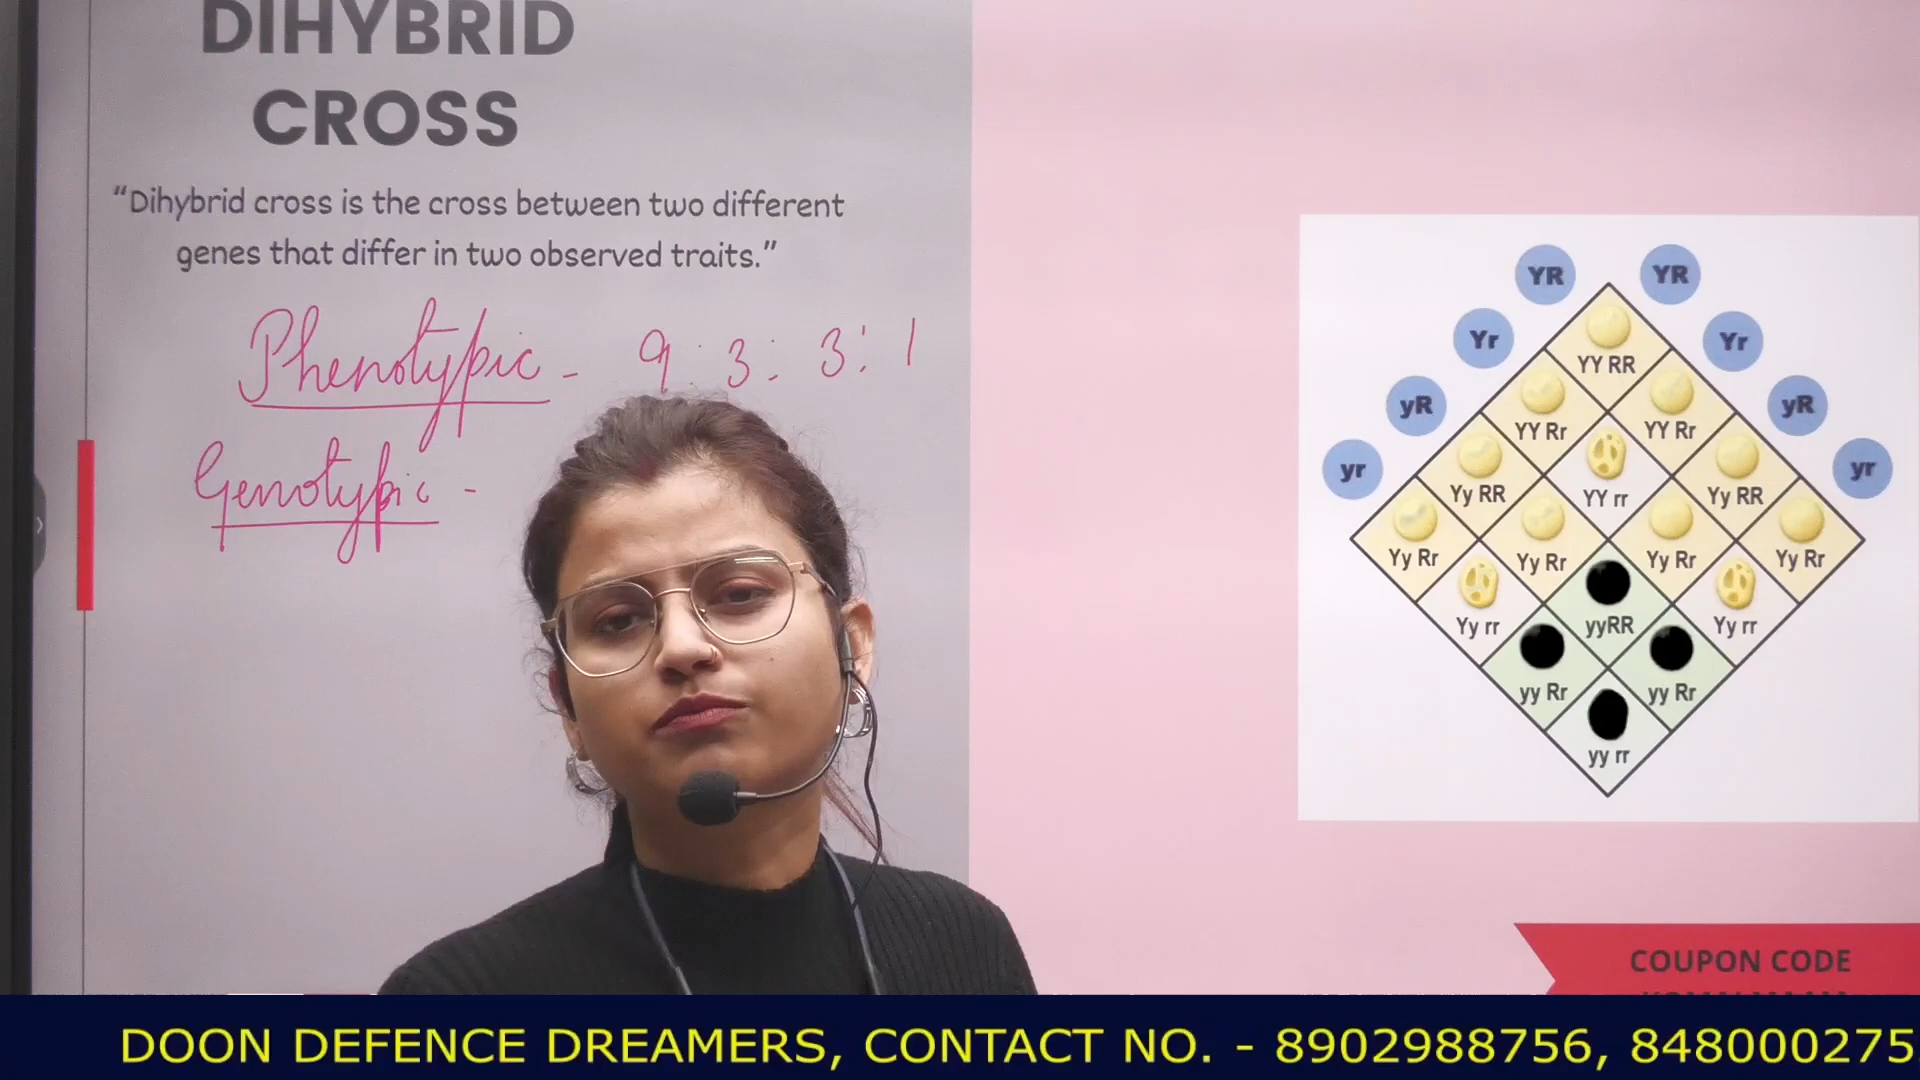 DIHYBRID
CROSS
“Dihybrid cross is the cross between two different
genes that differ in two observed traits.”
Phenotypic - 9 : 3 : 3 : 1
Genotypic -
YR YR
Yr Yr
yR yR
yr yr
YY RR
YY Rr YY Rr
Yy RR YY rr Yy RR
Yy Rr Yy Rr Yy Rr Yy Rr
Yy rr yyRR Yy rr
yy Rr yy Rr
yy rr
COUPON CODE
DOON DEFENCE DREAMERS, CONTACT NO. - 8902988756, 848000275